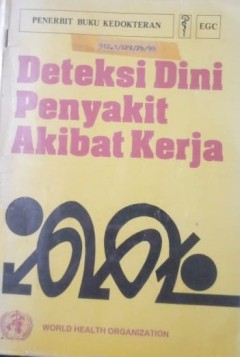 PENERBIT BUKU KEDOKTERAN
EGC
Deteksi Dini
Penyakit
Akibat Kerja
WORLD HEALTH ORGANIZATION